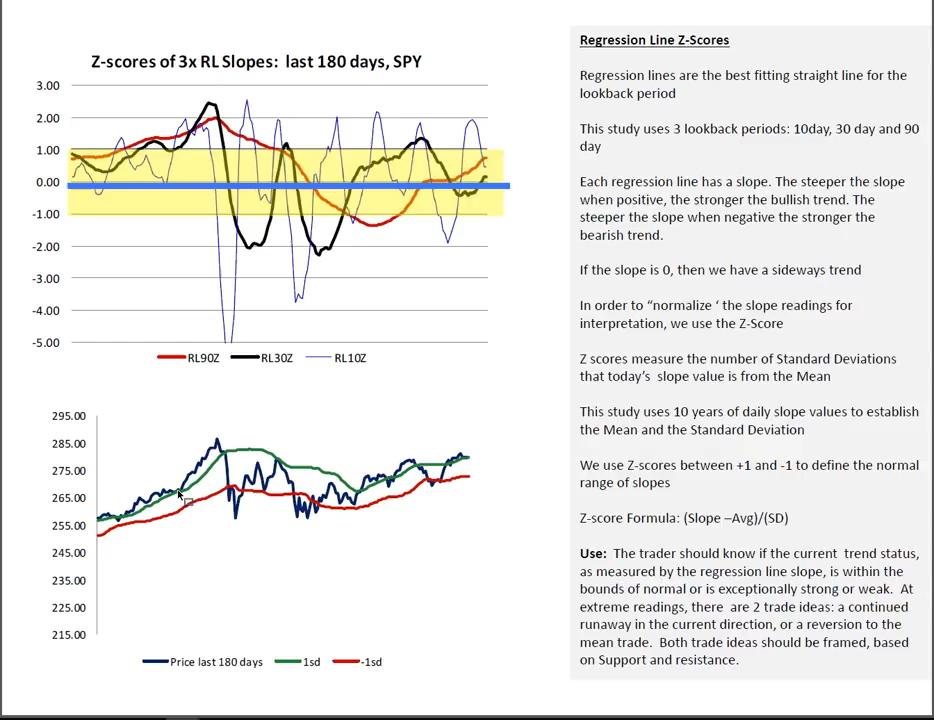 Z-scores of 3x RL Slopes:  last 180 days, SPY
3.00
2.00
1.00
0.00
-1.00
-2.00
-3.00
-4.00
-5.00
RL90Z RL30Z RL10Z
295.00
285.00
275.00
265.00
255.00
245.00
235.00
225.00
215.00
Price last 180 days 1sd -1sd
Regression Line Z-Scores
Regression lines are the best fitting straight line for the
lookback period
This study uses 3 lookback periods: 10day, 30 day and 90
day
Each regression line has a slope. The steeper the slope
when positive, the stronger the bullish trend. The
steeper the slope when negative the stronger the
bearish trend.
If the slope is 0, then we have a sideways trend
In order to “normalize ‘ the slope readings for
interpretation, we use the Z-Score
Z scores measure the number of Standard Deviations
that today’s  slope value is from the Mean
This study uses 10 years of daily slope values to establish
the Mean and the Standard Deviation
We use Z-scores between +1 and -1 to define the normal
range of slopes
Z-score Formula: (Slope –Avg)/(SD)
Use:  The trader should know if the current  trend status,
as measured by the regression line slope, is within the
bounds of normal or is exceptionally strong or weak.  At
extreme readings, there  are 2 trade ideas: a continued
runaway in the current direction, or a reversion to the
mean trade.  Both trade ideas should be framed, based
on Support and resistance.